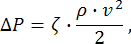 ΔP = ζ · ρ · v² / 2 ,